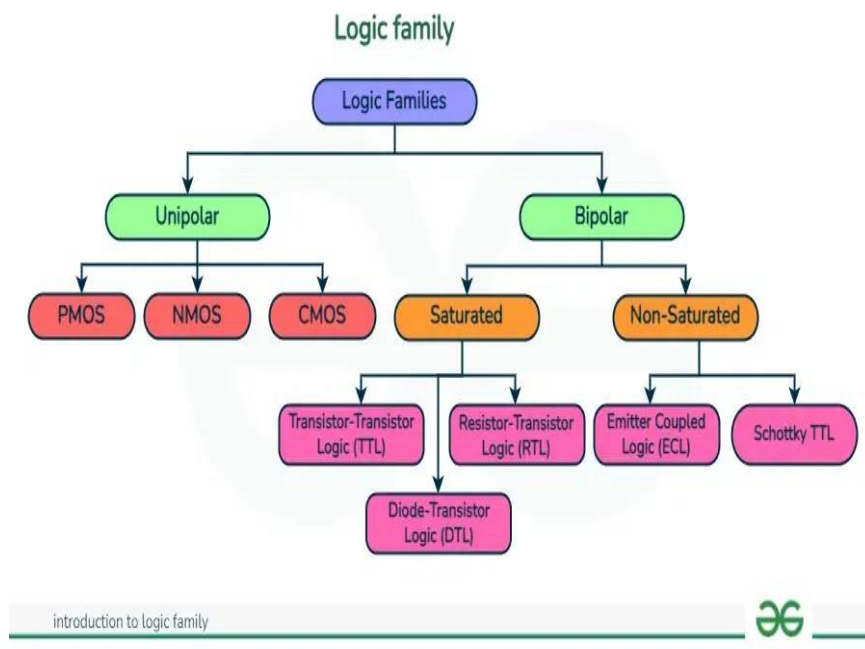 Logic family
Logic Families
Unipolar
Bipolar
PMOS
NMOS
CMOS
Saturated
Non-Saturated
Transistor-Transistor
Logic (TTL)
Resistor-Transistor
Logic (RTL)
Emitter Coupled
Logic (ECL)
Schottky TTL
Diode-Transistor
Logic (DTL)
introduction to logic family